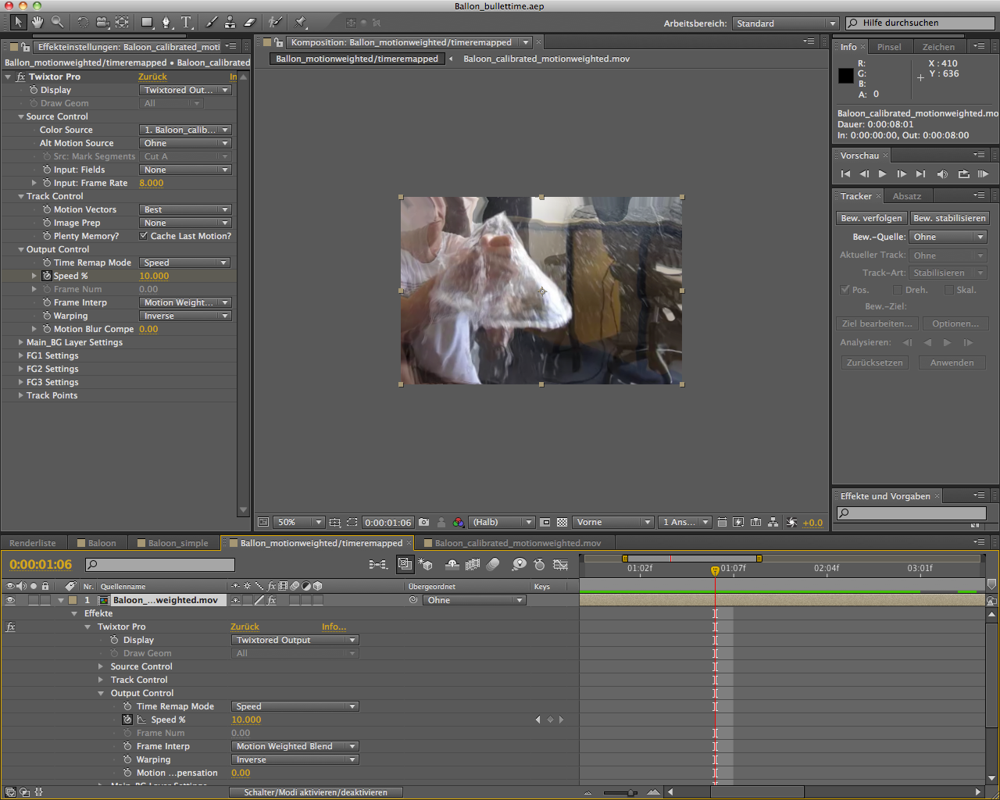 Ballon_bullettime.aep
Arbeitsbereich: Standard Hilfe durchsuchen
Effekteinstellungen: Baloon_calibrated_moti
Ballon_motionweighted/timeremapped • Baloon_calibrated
Twixtor Pro Zurück In
Display Twixtored Out...
Draw Geom All
Source Control
Color Source 1. Baloon_calib...
Alt Motion Source Ohne
Src: Mark Segments Cut A
Input: Fields None
Input: Frame Rate 8.000
Track Control
Motion Vectors Best
Image Prep None
Plenty Memory? Cache Last Motion?
Output Control
Time Remap Mode Speed
Speed % 10.000
Frame Num 0.00
Frame Interp Motion Weight...
Warping Inverse
Motion Blur Compe 0.00
Main_BG Layer Settings
FG1 Settings
FG2 Settings
FG3 Settings
Track Points
Komposition: Ballon_motionweighted/timeremapped
Ballon_motionweighted/timeremapped Baloon_calibrated_motionweighted.mov
50% 0:00:01:06 (Halb) Vorne 1 Ans... +0.0
Info Pinsel Zeichen
R: X : 410
G: Y : 636
B:
A: 0
Baloon_calibrated_motionweighted.mo
Dauer: 0:00:08:01
In: 0:00:00:00, Out: 0:00:08:00
Vorschau
Tracker Absatz
Bew. verfolgen Bew. stabilisieren
Bew.-Quelle: Ohne
Aktueller Track: Ohne
Track-Art: Stabilisieren
Pos. Dreh. Skal.
Bew.-Ziel:
Ziel bearbeiten... Optionen...
Analysieren:
Zurücksetzen Anwenden
Effekte und Vorgaben
Renderliste Baloon Baloon_simple Ballon_motionweighted/timeremapped Baloon_calibrated_motionweighted.mov
0:00:01:06
01:02f 01:07f 02:04f 03:01f
Nr. Quellenname Übergeordnet Keys
1 Baloon_...weighted.mov Ohne
Effekte
Twixtor Pro Zurück Info...
Display Twixtored Output
Draw Geom All
Source Control
Track Control
Output Control
Time Remap Mode Speed
Speed % 10.000
Frame Num 0.00
Frame Interp Motion Weighted Blend
Warping Inverse
Motion ...pensation 0.00
Main_BG Layer Settings
Schalter/Modi aktivieren/deaktivieren